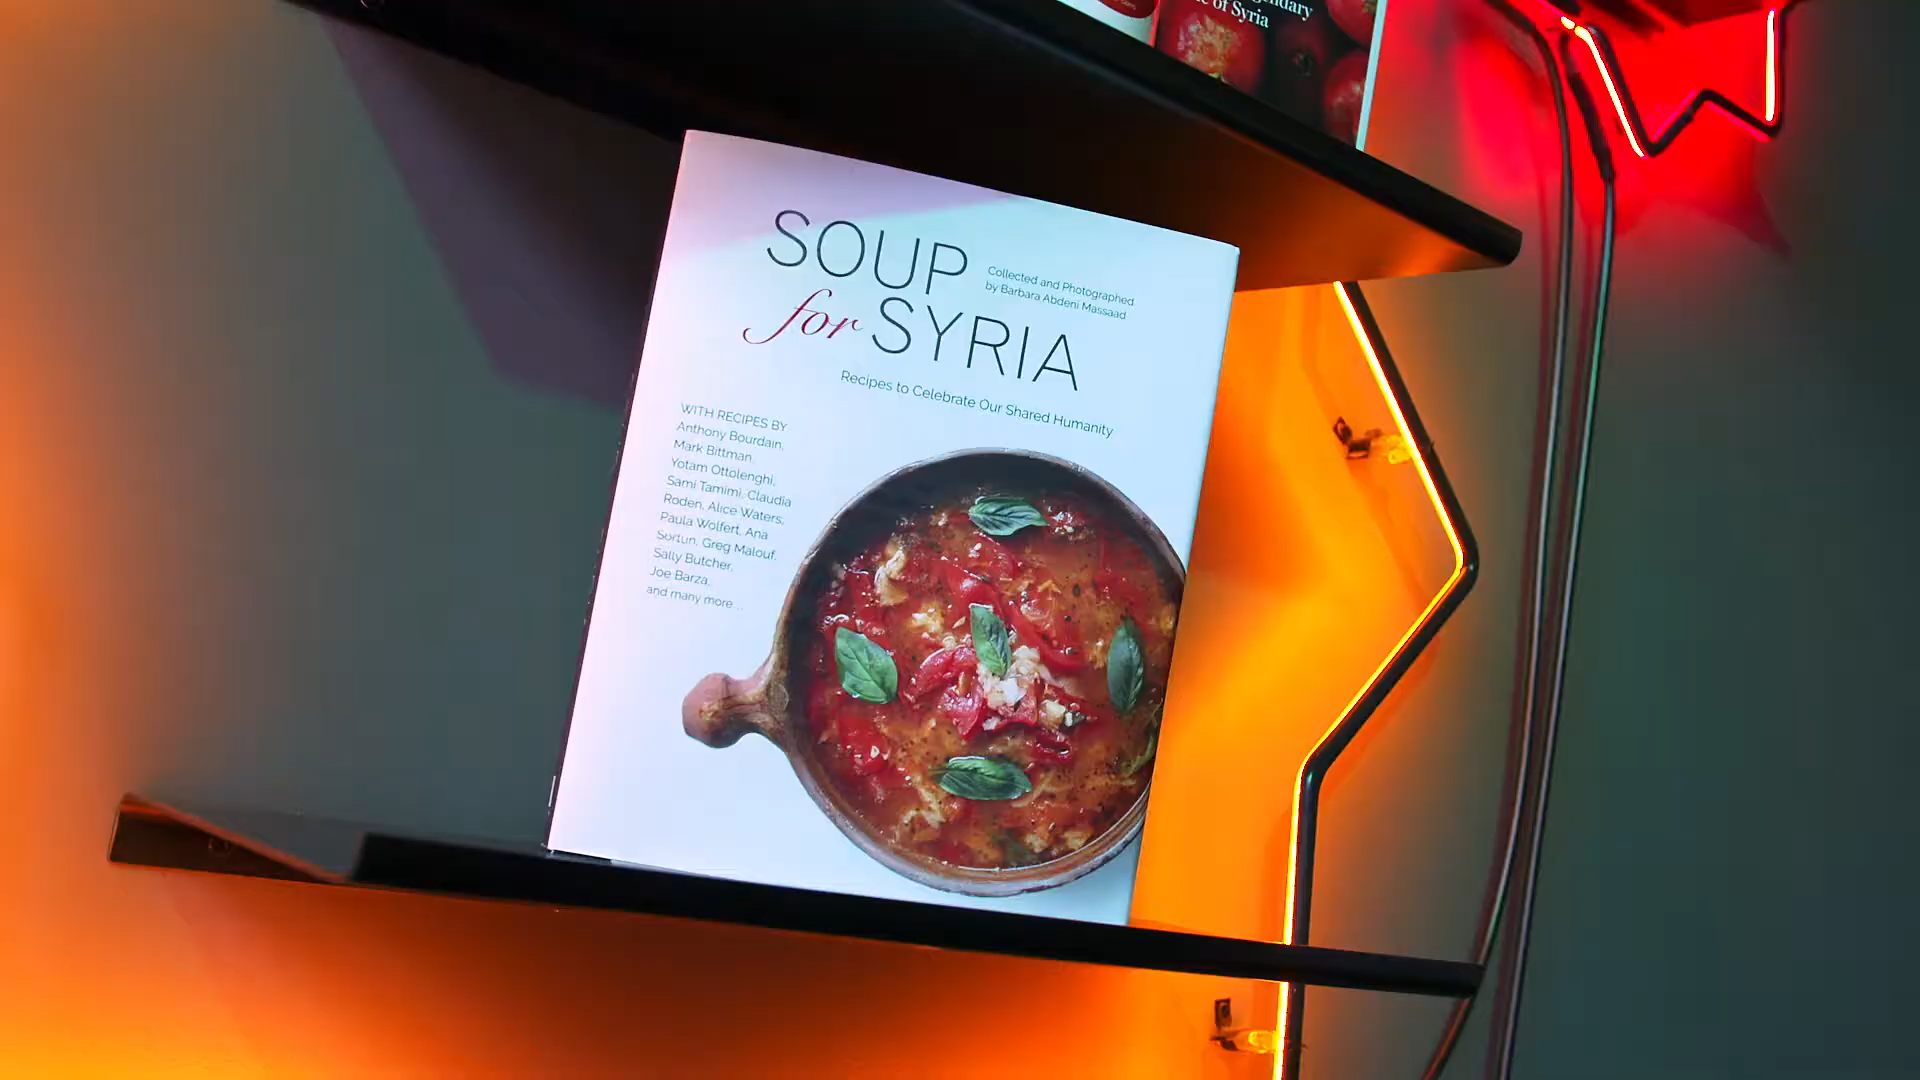 of Syria
SOUP
for SYRIA
Collected and Photographed
by Barbara Abdeni Massaad
Recipes to Celebrate Our Shared Humanity
WITH RECIPES BY
Anthony Bourdain,
Mark Bittman,
Yotam Ottolenghi,
Sami Tamimi, Claudia
Roden, Alice Waters,
Paula Wolfert, Ana
Sortun, Greg Malouf,
Sally Butcher,
Joe Barza,
and many more...